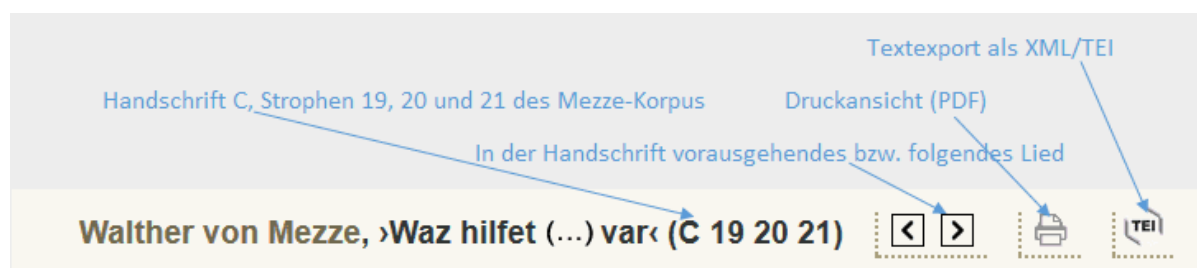 Textexport als XML/TEI
Handschrift C, Strophen 19, 20 und 21 des Mezze-Korpus
Druckansicht (PDF)
In der Handschrift vorausgehendes bzw. folgendes Lied
Walther von Mezze, ›Waz hilfet (...) var‹ (C 19 20 21)
TEI